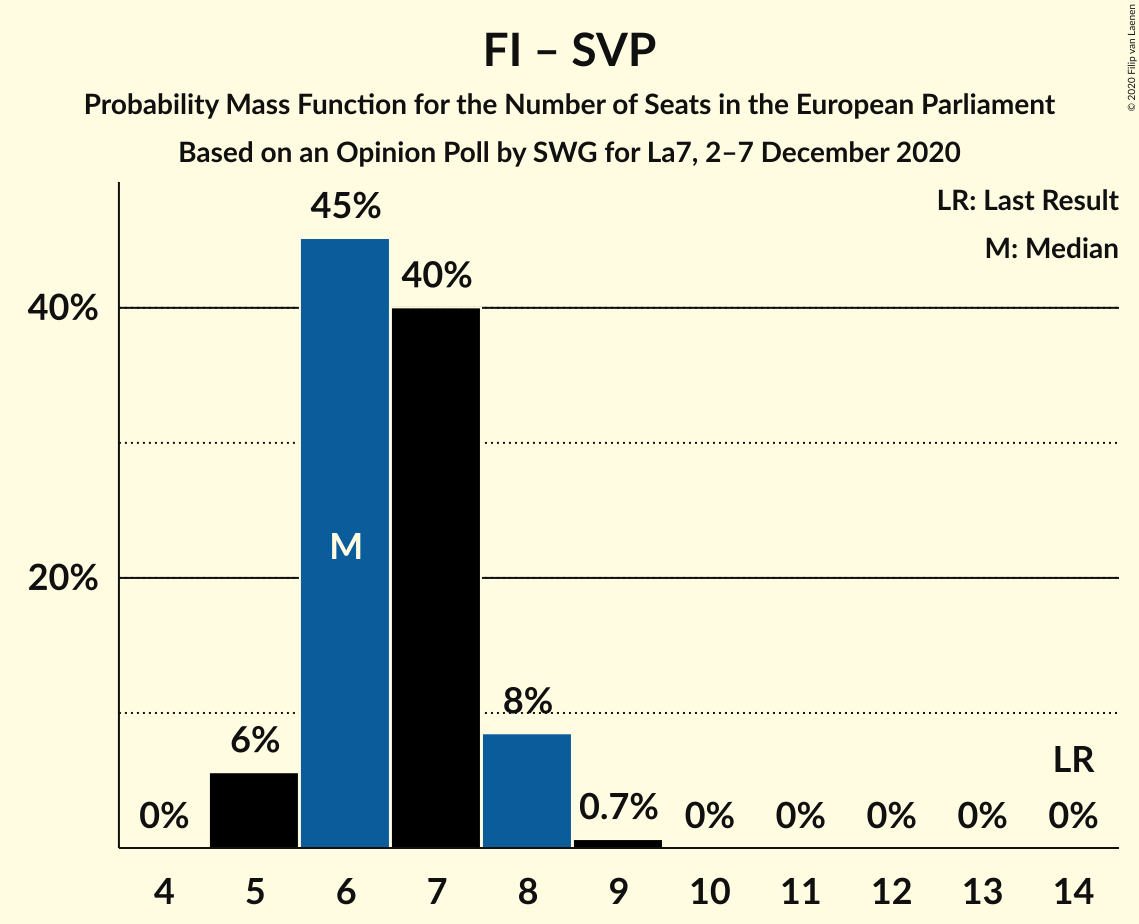 FI – SVP
Probability Mass Function for the Number of Seats in the European Parliament
Based on an Opinion Poll by SWG for La7, 2–7 December 2020
© 2020 Filip van Laenen
LR: Last Result
M: Median
45%
40%
40%
M
20%
8%
6%
LR
0%
0.7%
0%
0%
0%
0%
0%
4 5 6 7 8 9 10 11 12 13 14